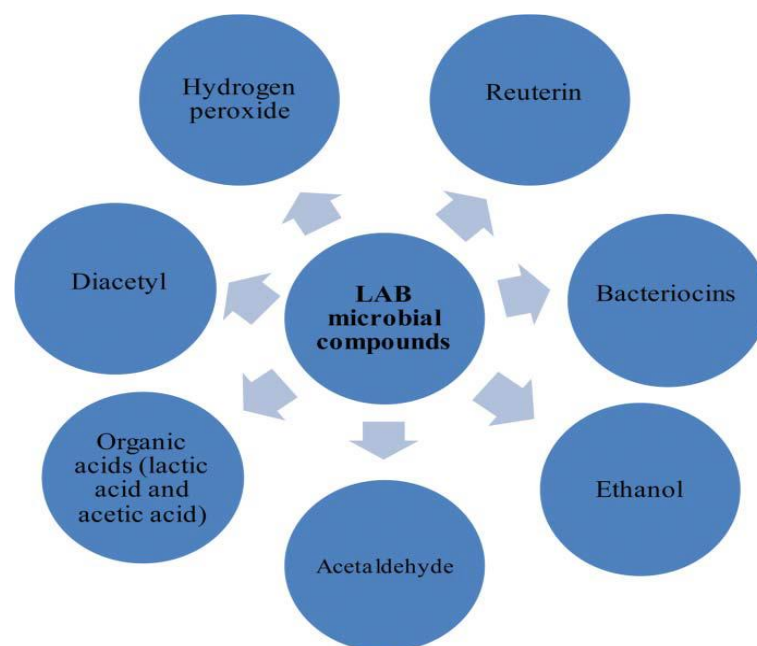 Hydrogen
peroxide
Reuterin
Diacetyl
LAB
microbial
compounds
Bacteriocins
Organic
acids (lactic
acid and
acetic acid)
Ethanol
Acetaldehyde